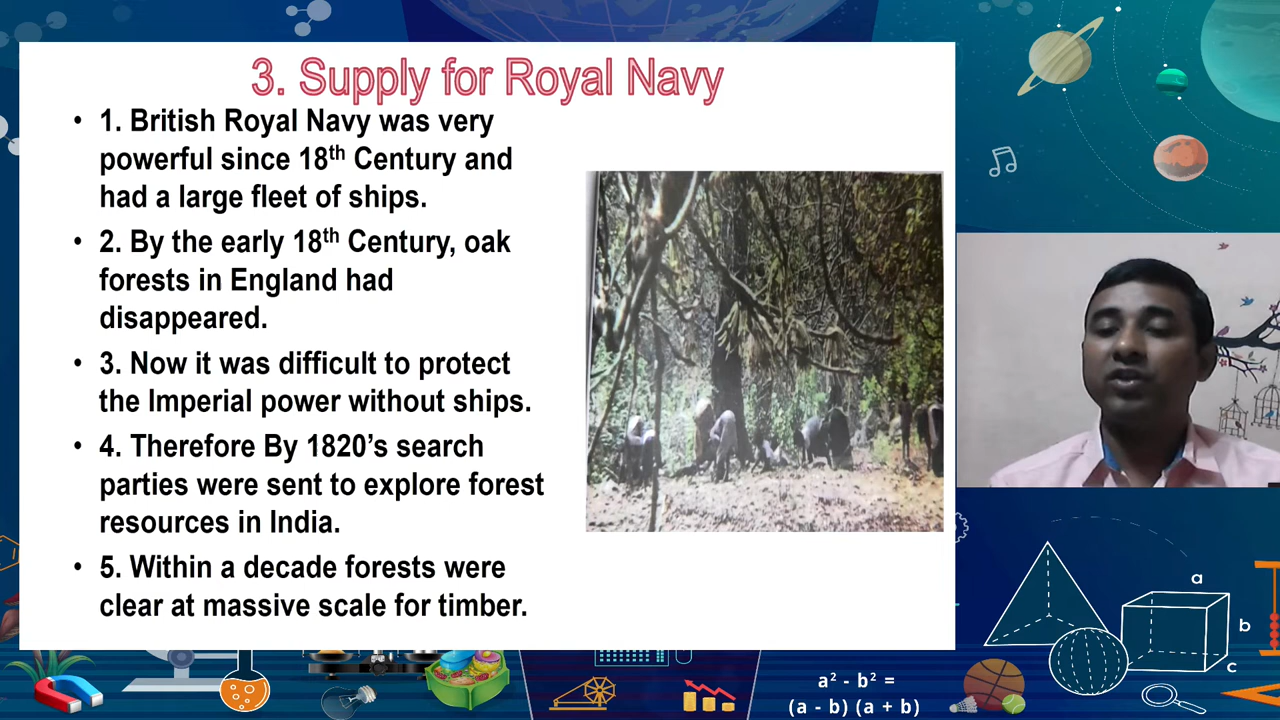 3. Supply for Royal Navy
• 1. British Royal Navy was very
powerful since 18th Century and
had a large fleet of ships.
• 2. By the early 18th Century, oak
forests in England had
disappeared.
• 3. Now it was difficult to protect
the Imperial power without ships.
• 4. Therefore By 1820’s search
parties were sent to explore forest
resources in India.
• 5. Within a decade forests were
clear at massive scale for timber.
a
b
c
a² - b² =
(a - b) (a + b)